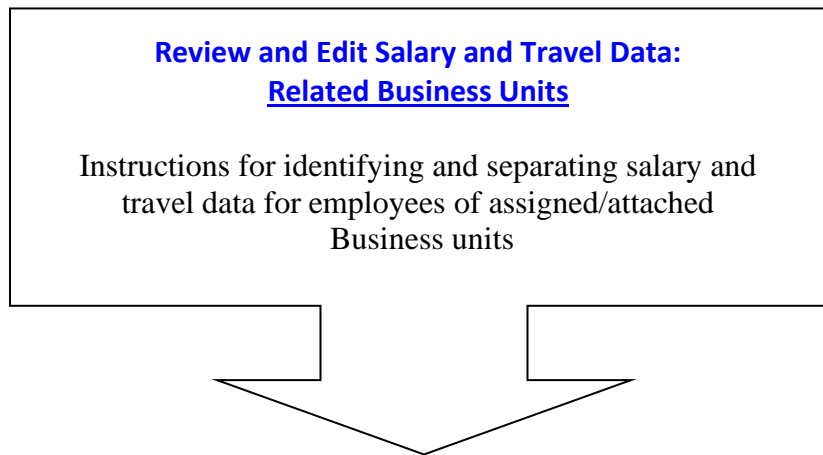 Review and Edit Salary and Travel Data:
Related Business Units
Instructions for identifying and separating salary and
travel data for employees of assigned/attached
Business units